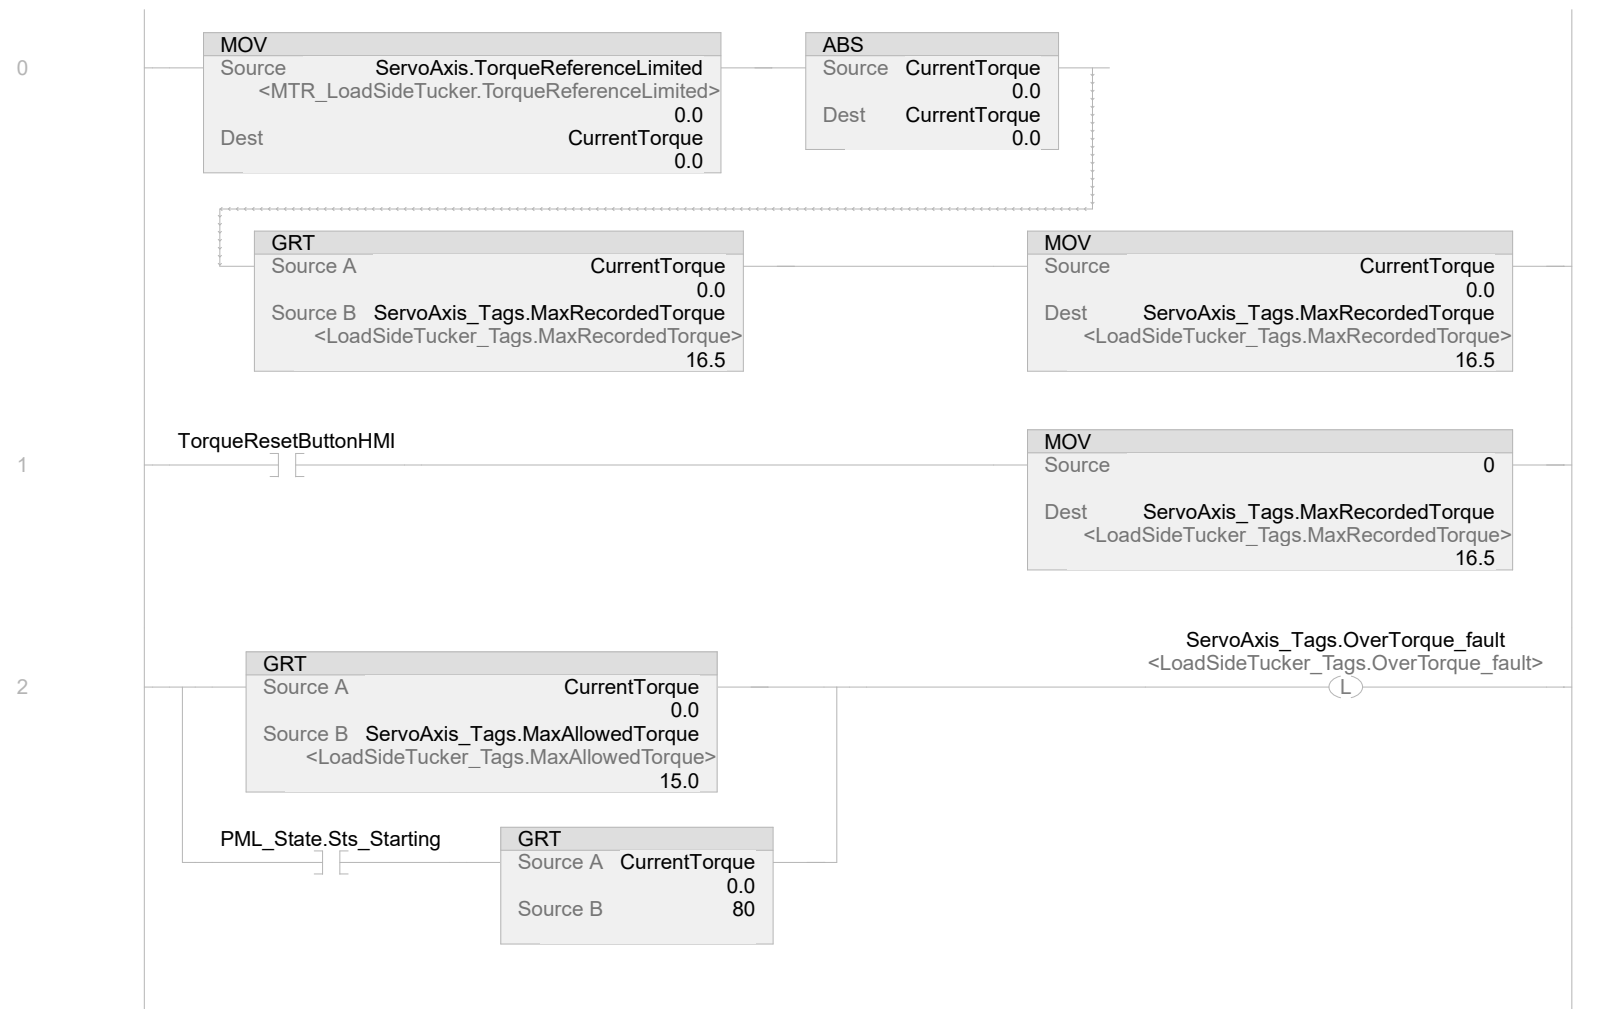 0
MOV
Source ServoAxis.TorqueReferenceLimited
<MTR_LoadSideTucker.TorqueReferenceLimited>
0.0
Dest CurrentTorque
0.0
ABS
Source CurrentTorque
0.0
Dest CurrentTorque
0.0
GRT
Source A CurrentTorque
0.0
Source B ServoAxis_Tags.MaxRecordedTorque
<LoadSideTucker_Tags.MaxRecordedTorque>
16.5
MOV
Source CurrentTorque
0.0
Dest ServoAxis_Tags.MaxRecordedTorque
<LoadSideTucker_Tags.MaxRecordedTorque>
16.5
1
TorqueResetButtonHMI
MOV
Source 0
Dest ServoAxis_Tags.MaxRecordedTorque
<LoadSideTucker_Tags.MaxRecordedTorque>
16.5
2
GRT
Source A CurrentTorque
0.0
Source B ServoAxis_Tags.MaxAllowedTorque
<LoadSideTucker_Tags.MaxAllowedTorque>
15.0
ServoAxis_Tags.OverTorque_fault
<LoadSideTucker_Tags.OverTorque_fault>
L
PML_State.Sts_Starting
GRT
Source A CurrentTorque
0.0
Source B 80